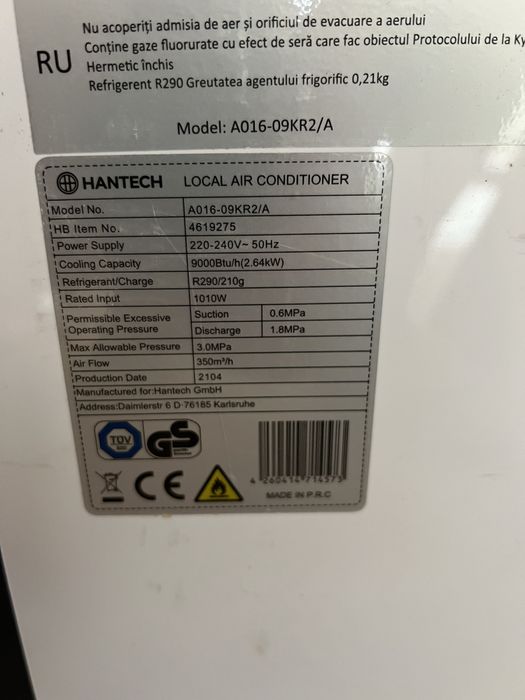 Nu acoperiți admisia de aer și orificiul de evacuare a aerului
Conține gaze fluorurate cu efect de seră care fac obiectul Protocolului de la Ky
RU
Hermetic închis
Refrigerent R290 Greutatea agentului frigorific 0,21kg
Model: A016-09KR2/A
HANTECH LOCAL AIR CONDITIONER
Model No. A016-09KR2/A
HB Item No. 4619275
Power Supply 220-240V~ 50Hz
Cooling Capacity 9000Btu/h(2.64kW)
Refrigerant/Charge R290/210g
Rated Input 1010W
Permissible Excessive Operating Pressure Suction 0.6MPa
Discharge 1.8MPa
Max Allowable Pressure 3.0MPa
Air Flow 350m³/h
Production Date 2104
Manufactured for:Hantech GmbH
Address:Daimlerstr 6 D-76185 Karlsruhe
TÜV
GS
CE
4 260414 714573
MADE IN P.R.C